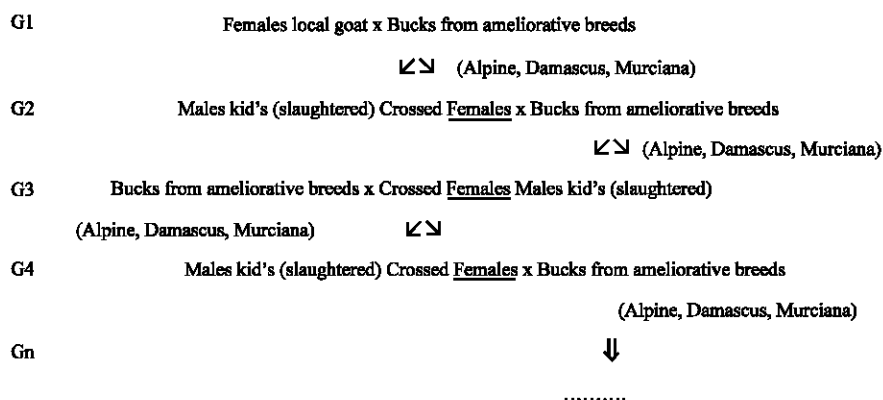 G1 Females local goat x Bucks from ameliorative breeds
(Alpine, Damascus, Murciana)
G2 Males kid's (slaughtered) Crossed Females x Bucks from ameliorative breeds
(Alpine, Damascus, Murciana)
G3 Bucks from ameliorative breeds x Crossed Females Males kid's (slaughtered)
(Alpine, Damascus, Murciana)
G4 Males kid's (slaughtered) Crossed Females x Bucks from ameliorative breeds
(Alpine, Damascus, Murciana)
Gn
..........